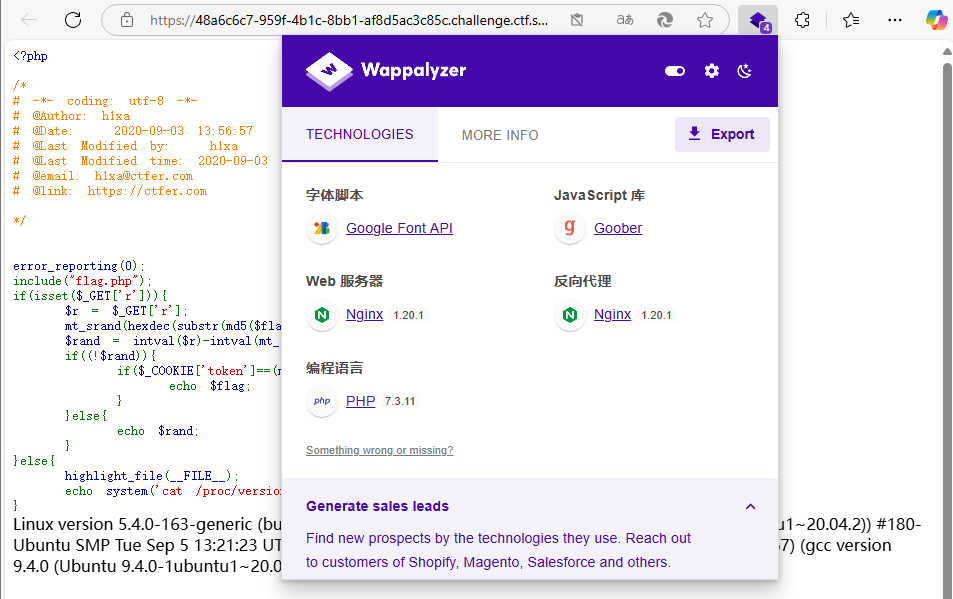 https://48a6c6c7-959f-4b1c-8bb1-af8d5ac3c85c.challenge.ctf.s...
aあ
4
<?php
/*
# -*- coding: utf-8 -*-
# @Author: h1xa
# @Date: 2020-09-03 13:56:57
# @Last Modified by: h1xa
# @Last Modified time: 2020-09-03
# @email: h1xa@ctfer.com
# @link: https://ctfer.com
*/
error_reporting(0);
include("flag.php");
if(isset($_GET['r'])){
$r = $_GET['r'];
mt_srand(hexdec(substr(md5($fla
$rand = intval($r)-intval(mt_
if((!$rand)){
if($_COOKIE['token']==(m
echo $flag;
}
}else{
echo $rand;
}
}else{
highlight_file(__FILE__);
echo system('cat /proc/version
}
Linux version 5.4.0-163-generic (bu
u1~20.04.2)) #180-
Ubuntu SMP Tue Sep 5 13:21:23 UT
7) (gcc version
9.4.0 (Ubuntu 9.4.0-1ubuntu1~20.0
Wappalyzer
TECHNOLOGIES
MORE INFO
Export
字体脚本
JavaScript 库
Google Font API
Goober
Web 服务器
反向代理
Nginx 1.20.1
Nginx 1.20.1
编程语言
php PHP 7.3.11
Something wrong or missing?
Generate sales leads
Find new prospects by the technologies they use. Reach out
to customers of Shopify, Magento, Salesforce and others.